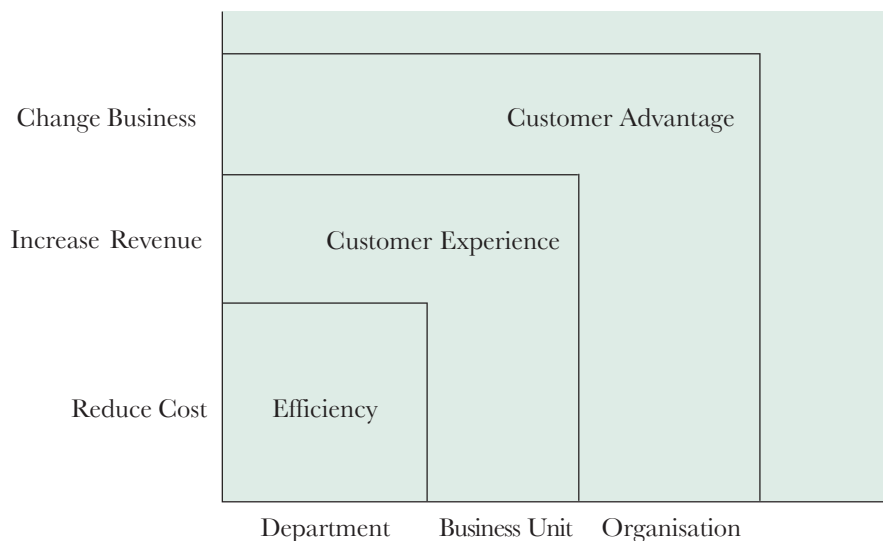 Change Business
Customer Advantage
Increase Revenue
Customer Experience
Reduce Cost
Efficiency
Department
Business Unit
Organisation